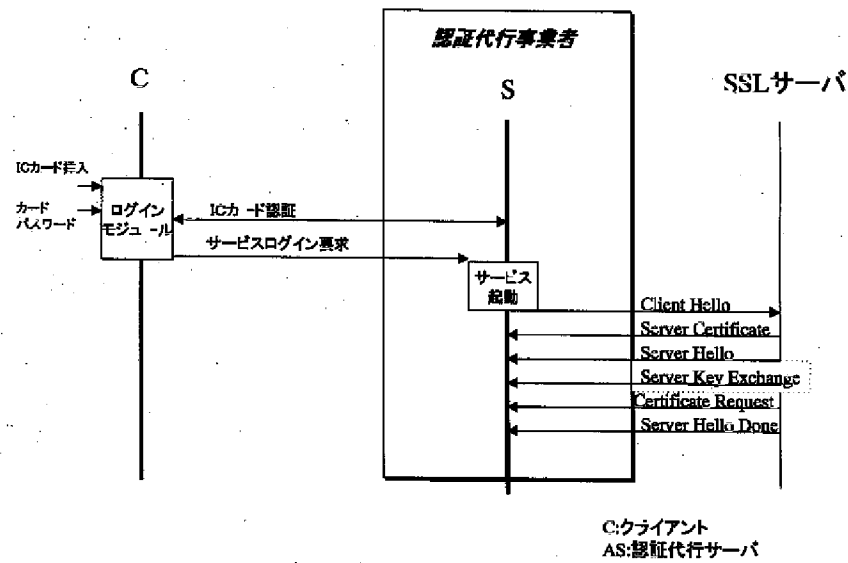 認証代行事業者
C
S
SSLサーバ
ICカード挿入
カード
パスワード
ログイン
モジュール
ICカード認証
サービスログイン要求
サービス
起動
Client Hello
Server Certificate
Server Hello
Server Key Exchange
Certificate Request
Server Hello Done
C:クライアント
AS:認証代行サーバ